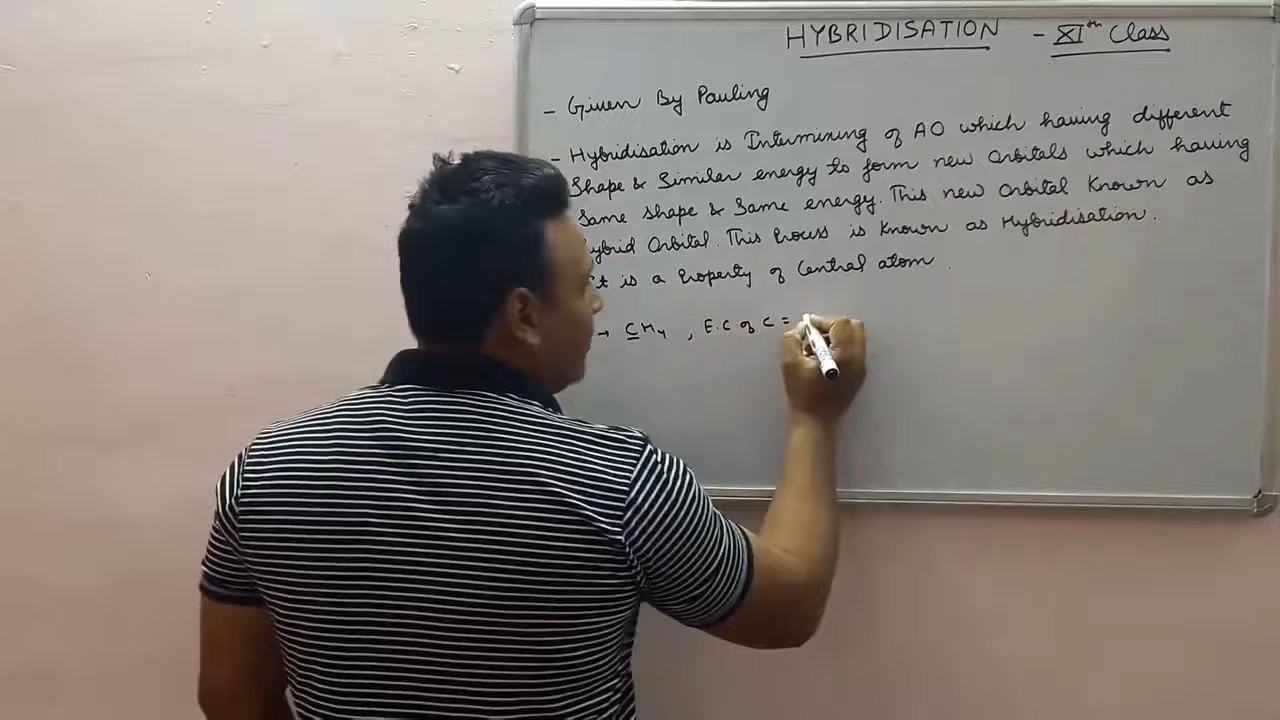 HYBRIDISATION - XIth Class
- Given By Pauling
- Hybridisation is Intermixing of AO which having different
Shape & Similar energy to form new orbitals which having
Same shape & Same energy. This new orbital Known as
hybrid Orbital. This Process is Known as Hybridisation.
It is a Property of Central atom.
→ CH4 , E.C of C =